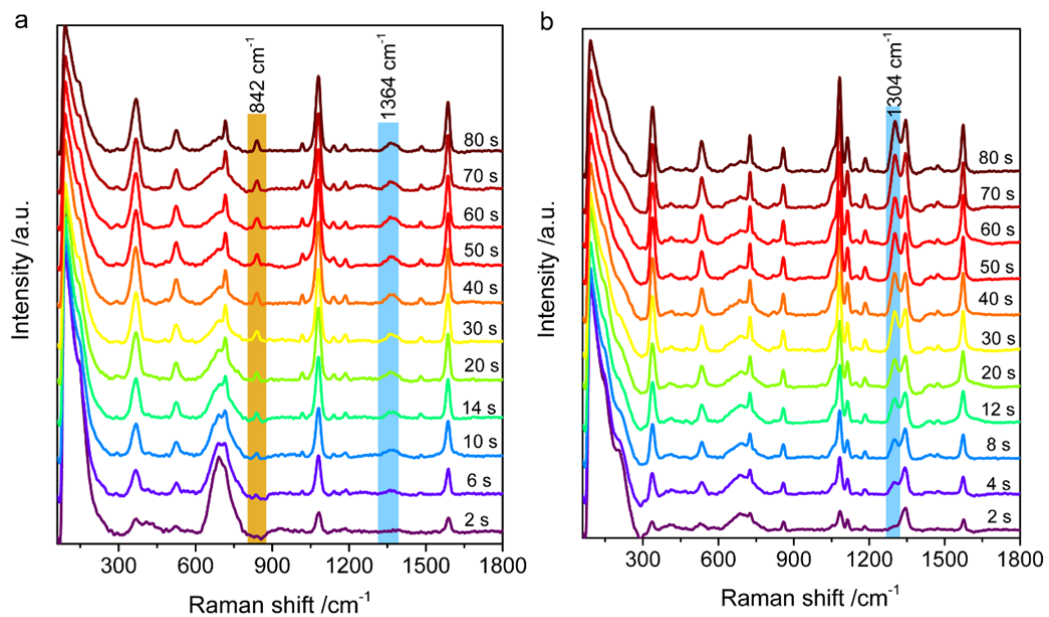 a
842 cm-1
1364 cm-1
80 s
70 s
60 s
50 s
40 s
30 s
20 s
14 s
10 s
6 s
2 s
Intensity /a.u.
300 600 900 1200 1500 1800
Raman shift /cm-1
b
1304 cm-1
80 s
70 s
60 s
50 s
40 s
30 s
20 s
12 s
8 s
4 s
2 s
Intensity /a.u.
300 600 900 1200 1500 1800
Raman shift /cm-1